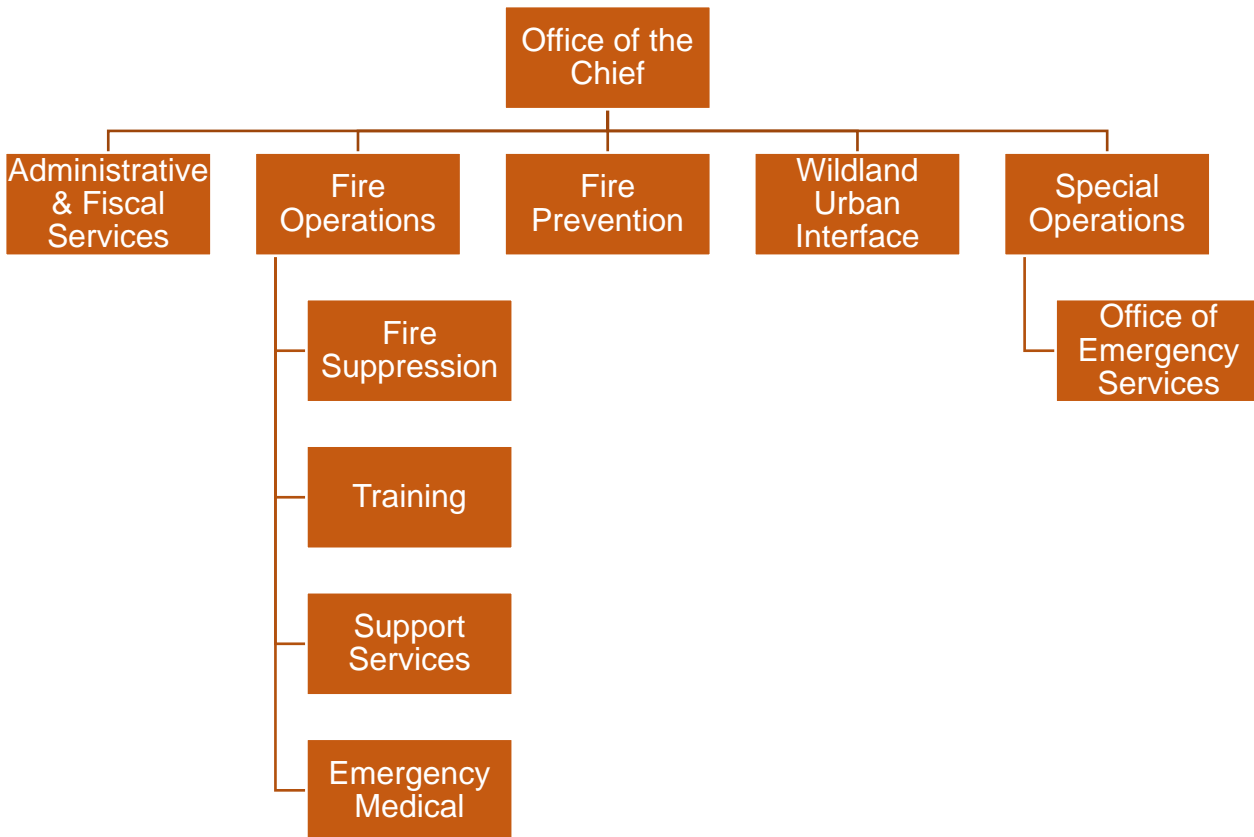 Office of the
Chief
Administrative
& Fiscal
Services
Fire
Operations
Fire
Prevention
Wildland
Urban
Interface
Special
Operations
Fire
Suppression
Training
Support
Services
Emergency
Medical
Office of
Emergency
Services